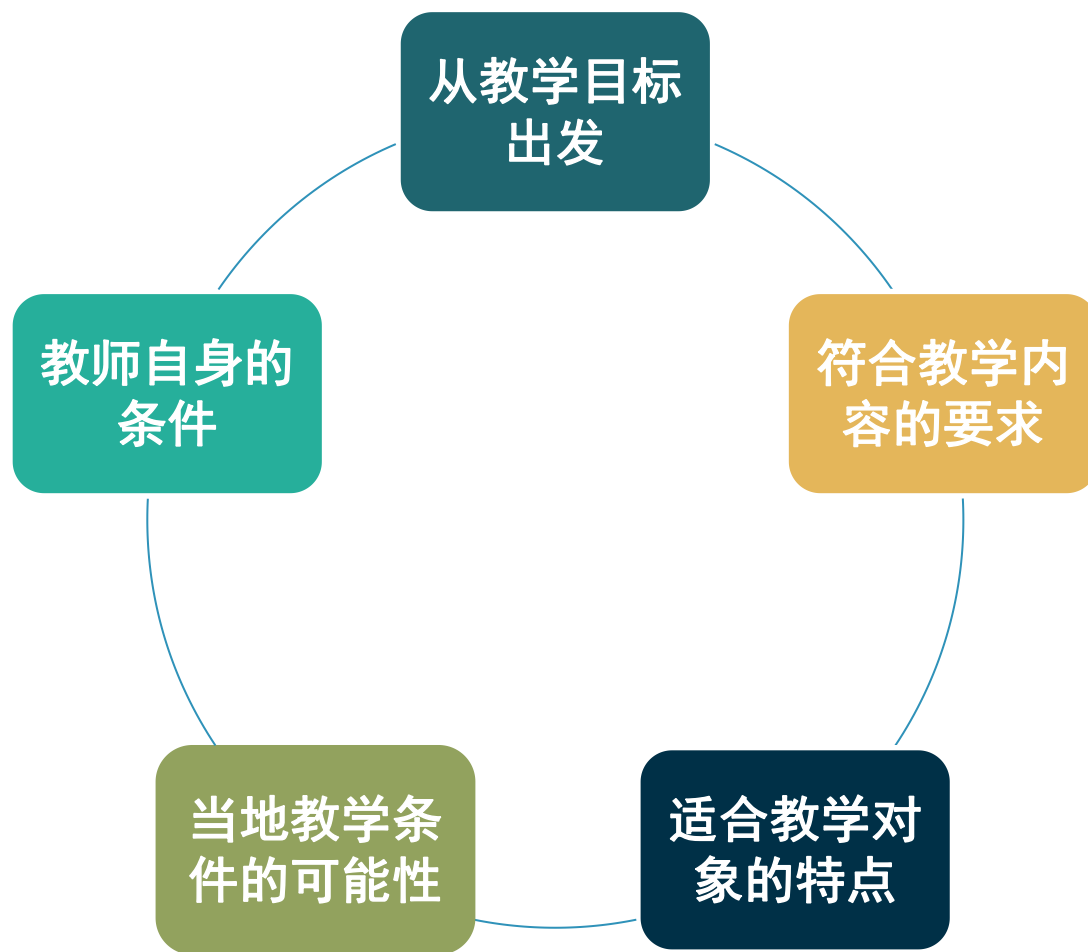 从教学目标
出发
符合教学内
容的要求
适合教学对
象的特点
当地教学条
件的可能性
教师自身的
条件